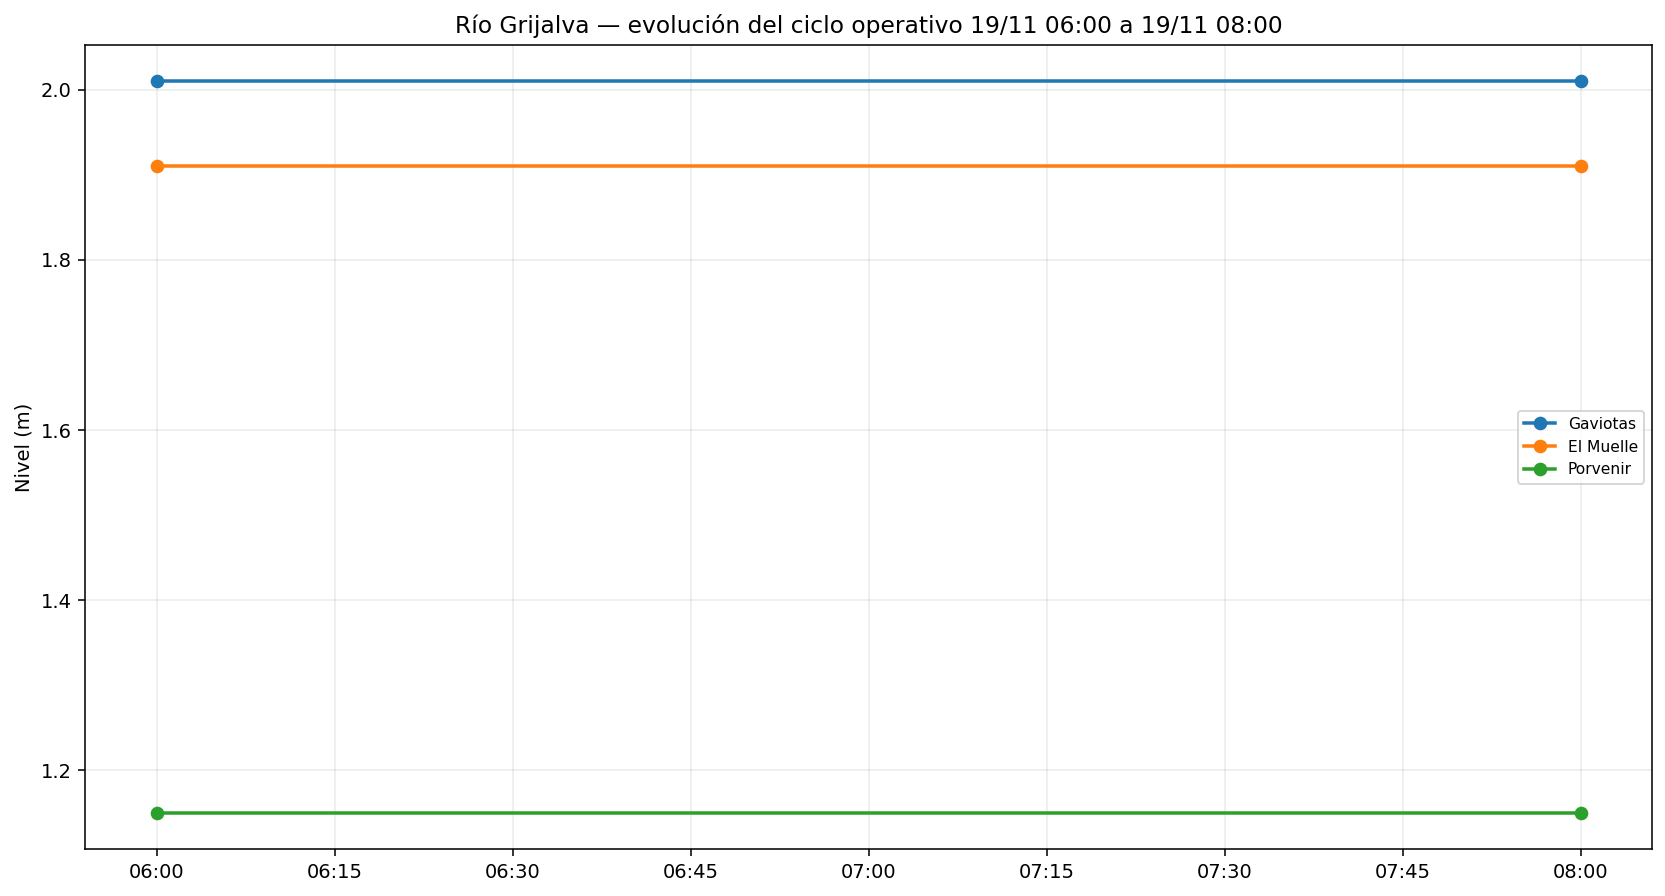 Río Grijalva — evolución del ciclo operativo 19/11 06:00 a 19/11 08:00
Nivel (m)
2.0
1.8
1.6
1.4
1.2
Gaviotas
El Muelle
Porvenir
06:00 06:15 06:30 06:45 07:00 07:15 07:30 07:45 08:00